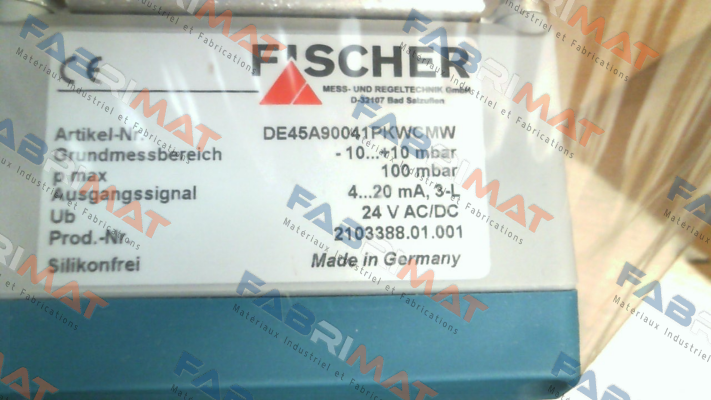 CE
FISCHER
MESS- UND REGELTECHNIK GmbH
D-32107 Bad Salzuflen
Artikel-Nr. DE45A90041PKWCMW
Grundmessbereich - 10...+10 mbar
p max 100 mbar
Ausgangssignal 4...20 mA, 3-L
Ub 24 V AC/DC
Prod.-Nr. 2103388.01.001
Silikonfrei Made in Germany
FABRIMAT
Materiaux Industriel et Fabrications